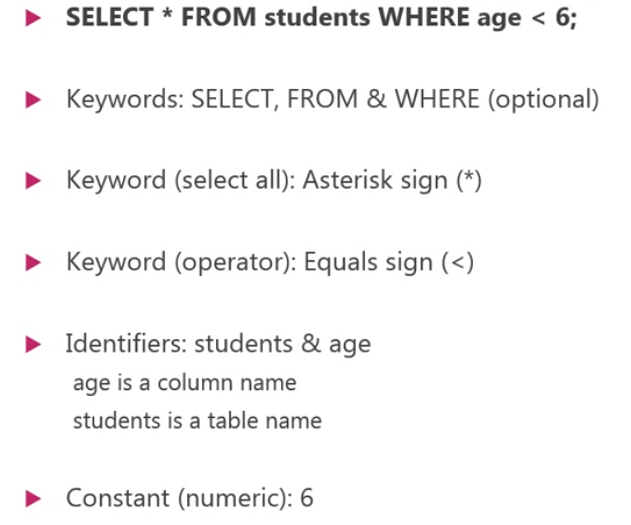 SELECT * FROM students WHERE age < 6;
Keywords: SELECT, FROM & WHERE (optional)
Keyword (select all): Asterisk sign (*)
Keyword (operator): Equals sign (<)
Identifiers: students & age
age is a column name
students is a table name
Constant (numeric): 6